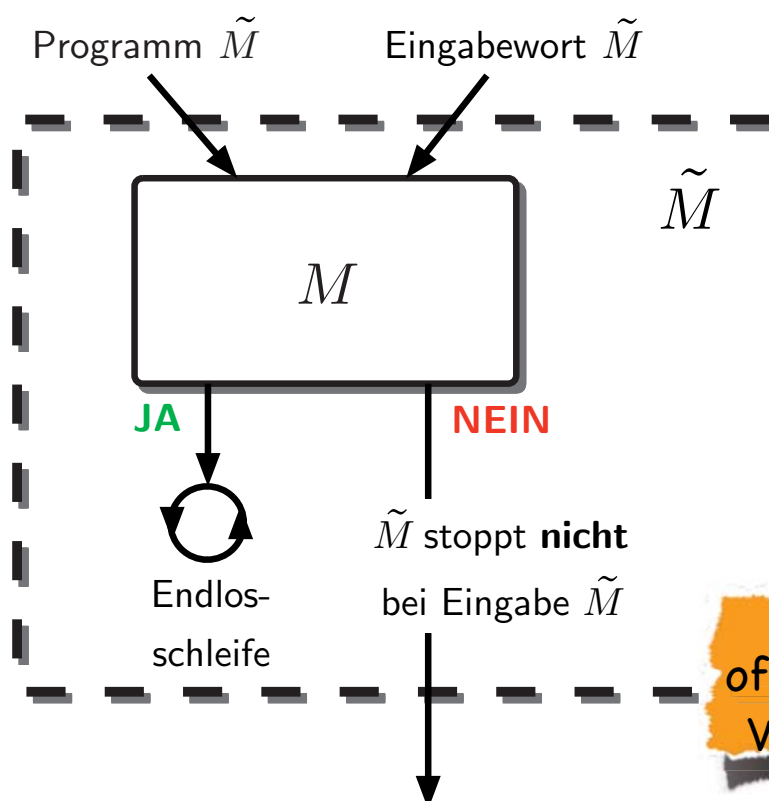 Programm M̃
Eingabewort M̃
M̃
M
JA
NEIN
M̃ stoppt nicht
bei Eingabe M̃
Endlos-
schleife